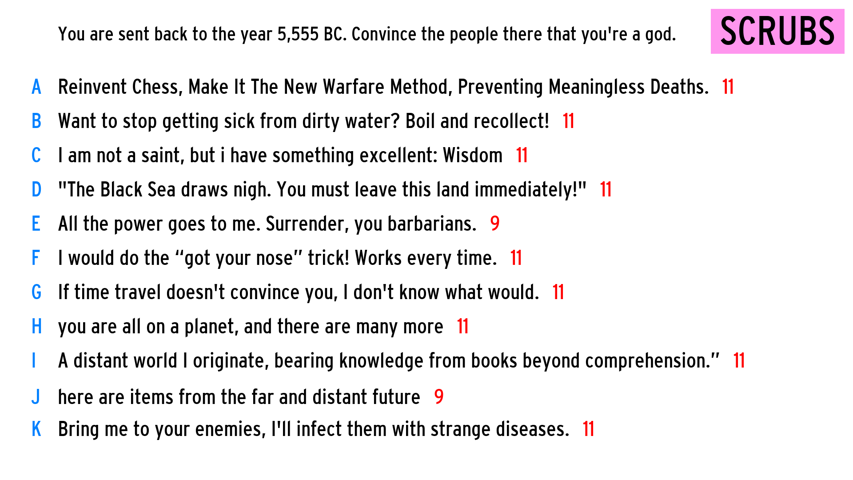 You are sent back to the year 5,555 BC. Convince the people there that you're a god.
SCRUBS
A Reinvent Chess, Make It The New Warfare Method, Preventing Meaningless Deaths. 11
B Want to stop getting sick from dirty water? Boil and recollect! 11
C I am not a saint, but i have something excellent: Wisdom 11
D "The Black Sea draws nigh. You must leave this land immediately!" 11
E All the power goes to me. Surrender, you barbarians. 9
F I would do the “got your nose” trick! Works every time. 11
G If time travel doesn't convince you, I don't know what would. 11
H you are all on a planet, and there are many more 11
I A distant world I originate, bearing knowledge from books beyond comprehension.” 11
J here are items from the far and distant future 9
K Bring me to your enemies, I'll infect them with strange diseases. 11